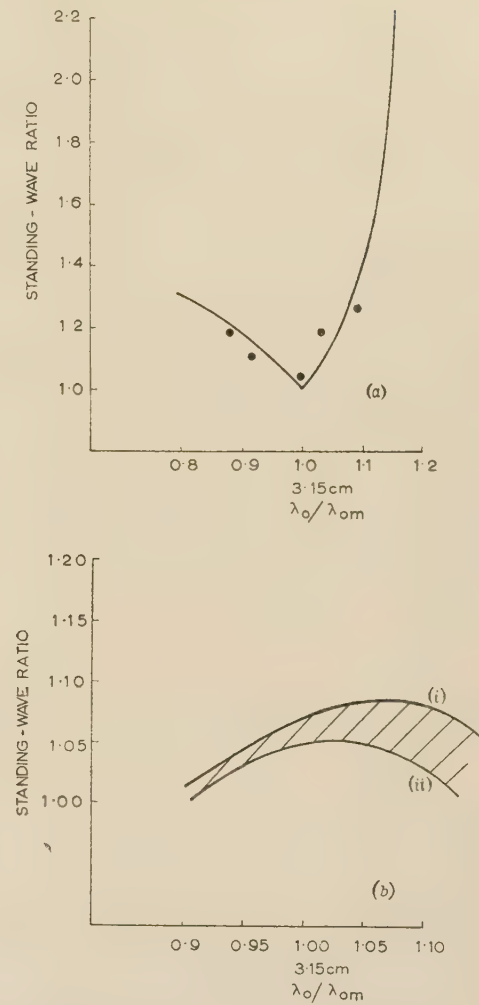 2·2
2·0
1·8
1·6
1·4
1·2
1·0
STANDING-WAVE RATIO
(a)
0·8 0·9 1·0 1·1 1·2
3·15cm
λo/λom
1·20
1·15
1·10
1·05
1·00
STANDING-WAVE RATIO
(i)
(ii)
(b)
0·9 0·95 1·00 1·05 1·10
3·15cm
λo/λom